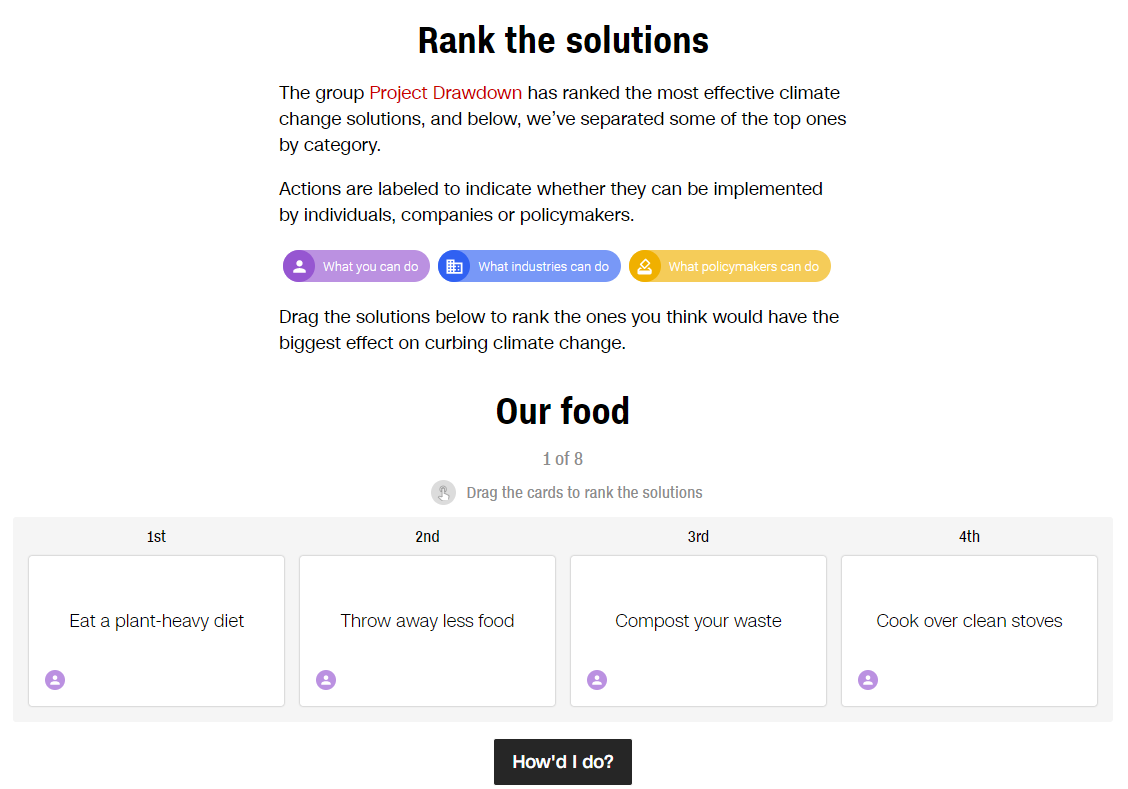 Rank the solutions
The group Project Drawdown has ranked the most effective climate
change solutions, and below, we’ve separated some of the top ones
by category.
Actions are labeled to indicate whether they can be implemented
by individuals, companies or policymakers.
What you can do
What industries can do
What policymakers can do
Drag the solutions below to rank the ones you think would have the
biggest effect on curbing climate change.
Our food
1 of 8
Drag the cards to rank the solutions
1st
2nd
3rd
4th
Eat a plant-heavy diet
Throw away less food
Compost your waste
Cook over clean stoves
How'd I do?